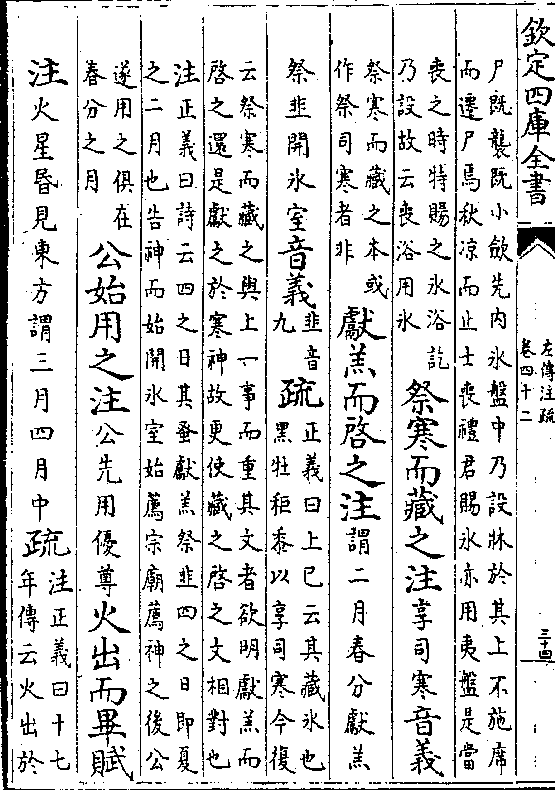 欽定四庫全書
左傳注疏
卷四十二
三十四
尸既襲既小斂先内氷盤中乃設牀於其上不施席
而遷尸焉秋凉而止士喪禮君賜氷亦用夷盤是當
喪之時特賜之氷浴訖
乃設故云喪浴用氷
祭寒而藏之注享司寒音義
祭寒而藏之本或
作祭司寒者非
獻羔而啓之注謂二月春分獻羔
祭韭開氷室音義韭音
九
疏正義曰上已云其藏氷也
黑牡秬黍以享司寒今復
云祭寒而藏之與上一事而重其文者欲明獻羔而
啓之還是獻之於寒神故更使藏之啓之文相對也
注正義曰詩云四之日其蚤獻羔祭韭四之日即夏
之二月也告神而始開氷室始薦宗廟薦神之後公
遂用之俱在
春分之月
公始用之注公先用優尊火出而畢賦
注火星昏見東方謂三月四月中疏
注正義曰十七
年傳云火出於